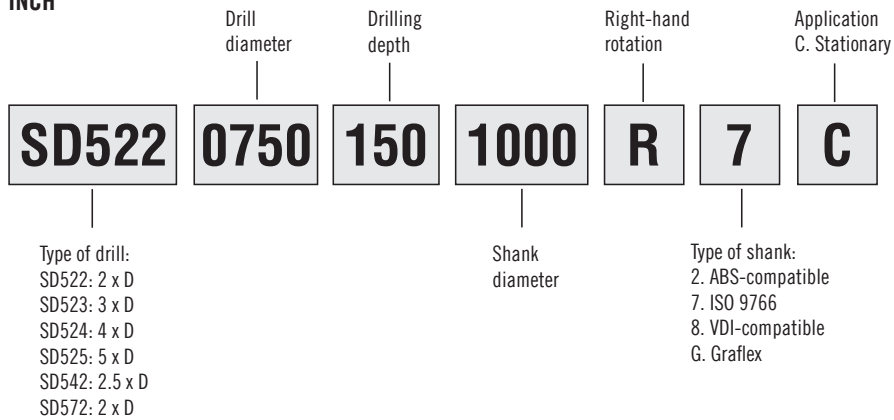 INCH
Drill
diameter
Drilling
depth
Right-hand
rotation
Application
C. Stationary
SD522 0750 150 1000 R 7 C
Type of drill:
SD522: 2 x D
SD523: 3 x D
SD524: 4 x D
SD525: 5 x D
SD542: 2.5 x D
SD572: 2 x D
Shank
diameter
Type of shank:
2. ABS-compatible
7. ISO 9766
8. VDI-compatible
G. Graflex